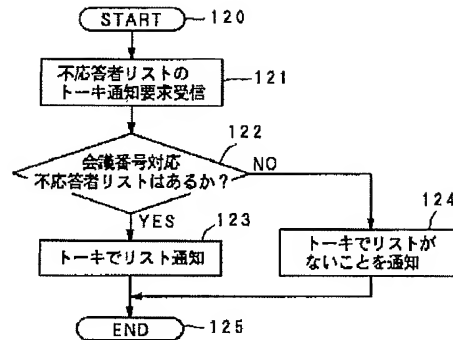 START
120
不応答者リストの
トーキ通知要求受信
121
122
会議番号対応
不応答者リストはあるか?
NO
YES
123
トーキでリスト通知
124
トーキでリストが
ないことを通知
END
125